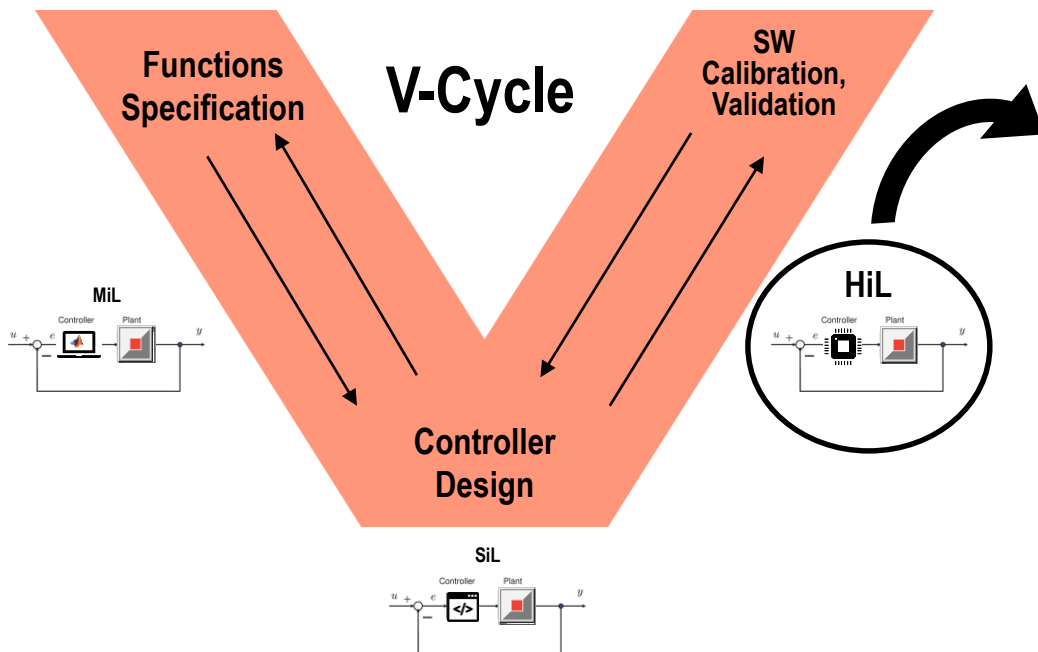 Functions
Specification
V-Cycle
SW
Calibration,
Validation
MiL
Controller
Plant
u
+
−
e
y
HiL
Controller
Plant
u
+
−
e
y
Controller
Design
SiL
Controller
Plant
u
+
−
e
</>
y